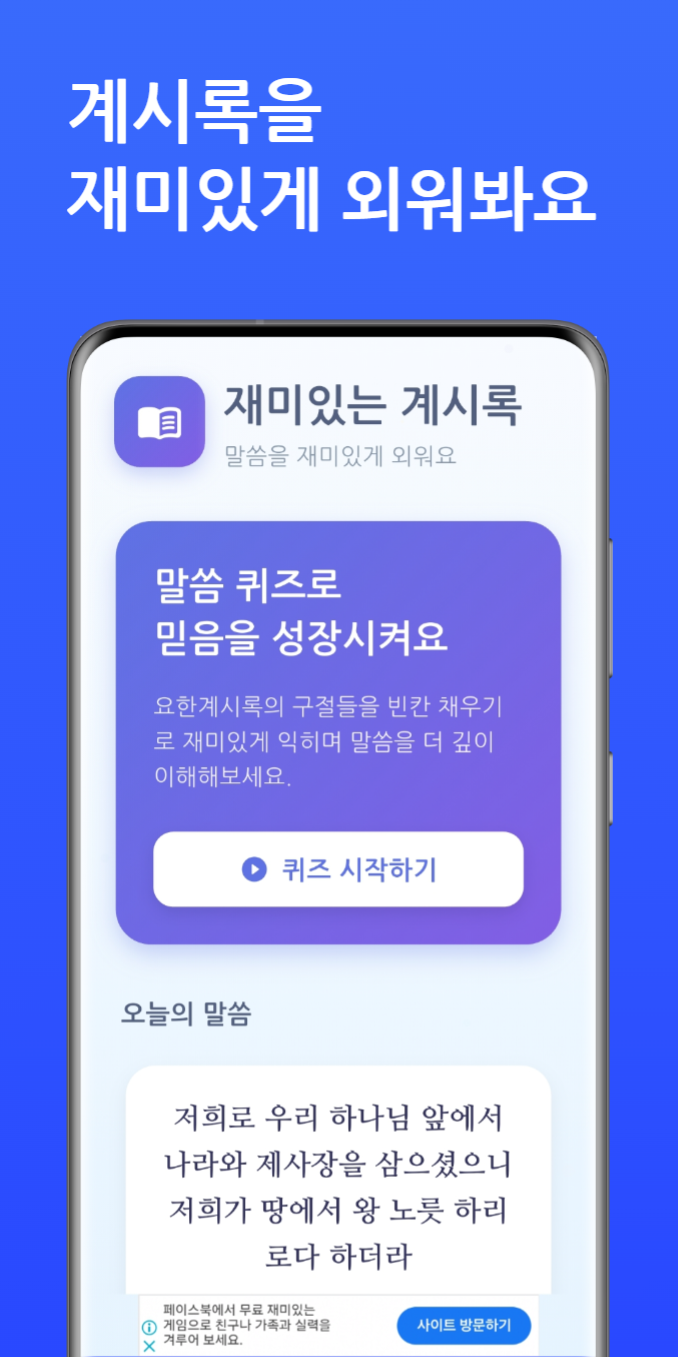 계시록을
재미있게 외워봐요
재미있는 계시록
말씀을 재미있게 외워요
말씀 퀴즈로
믿음을 성장시켜요
요한계시록의 구절들을 빈칸 채우기
로 재미있게 익히며 말씀을 더 깊이
이해해보세요.
퀴즈 시작하기
오늘의 말씀
저희로 우리 하나님 앞에서
나라와 제사장을 삼으셨으니
저희가 땅에서 왕 노릇 하리
로다 하더라
페이스북에서 무료 재미있는
게임으로 친구나 가족과 실력을
겨루어 보세요.
사이트 방문하기